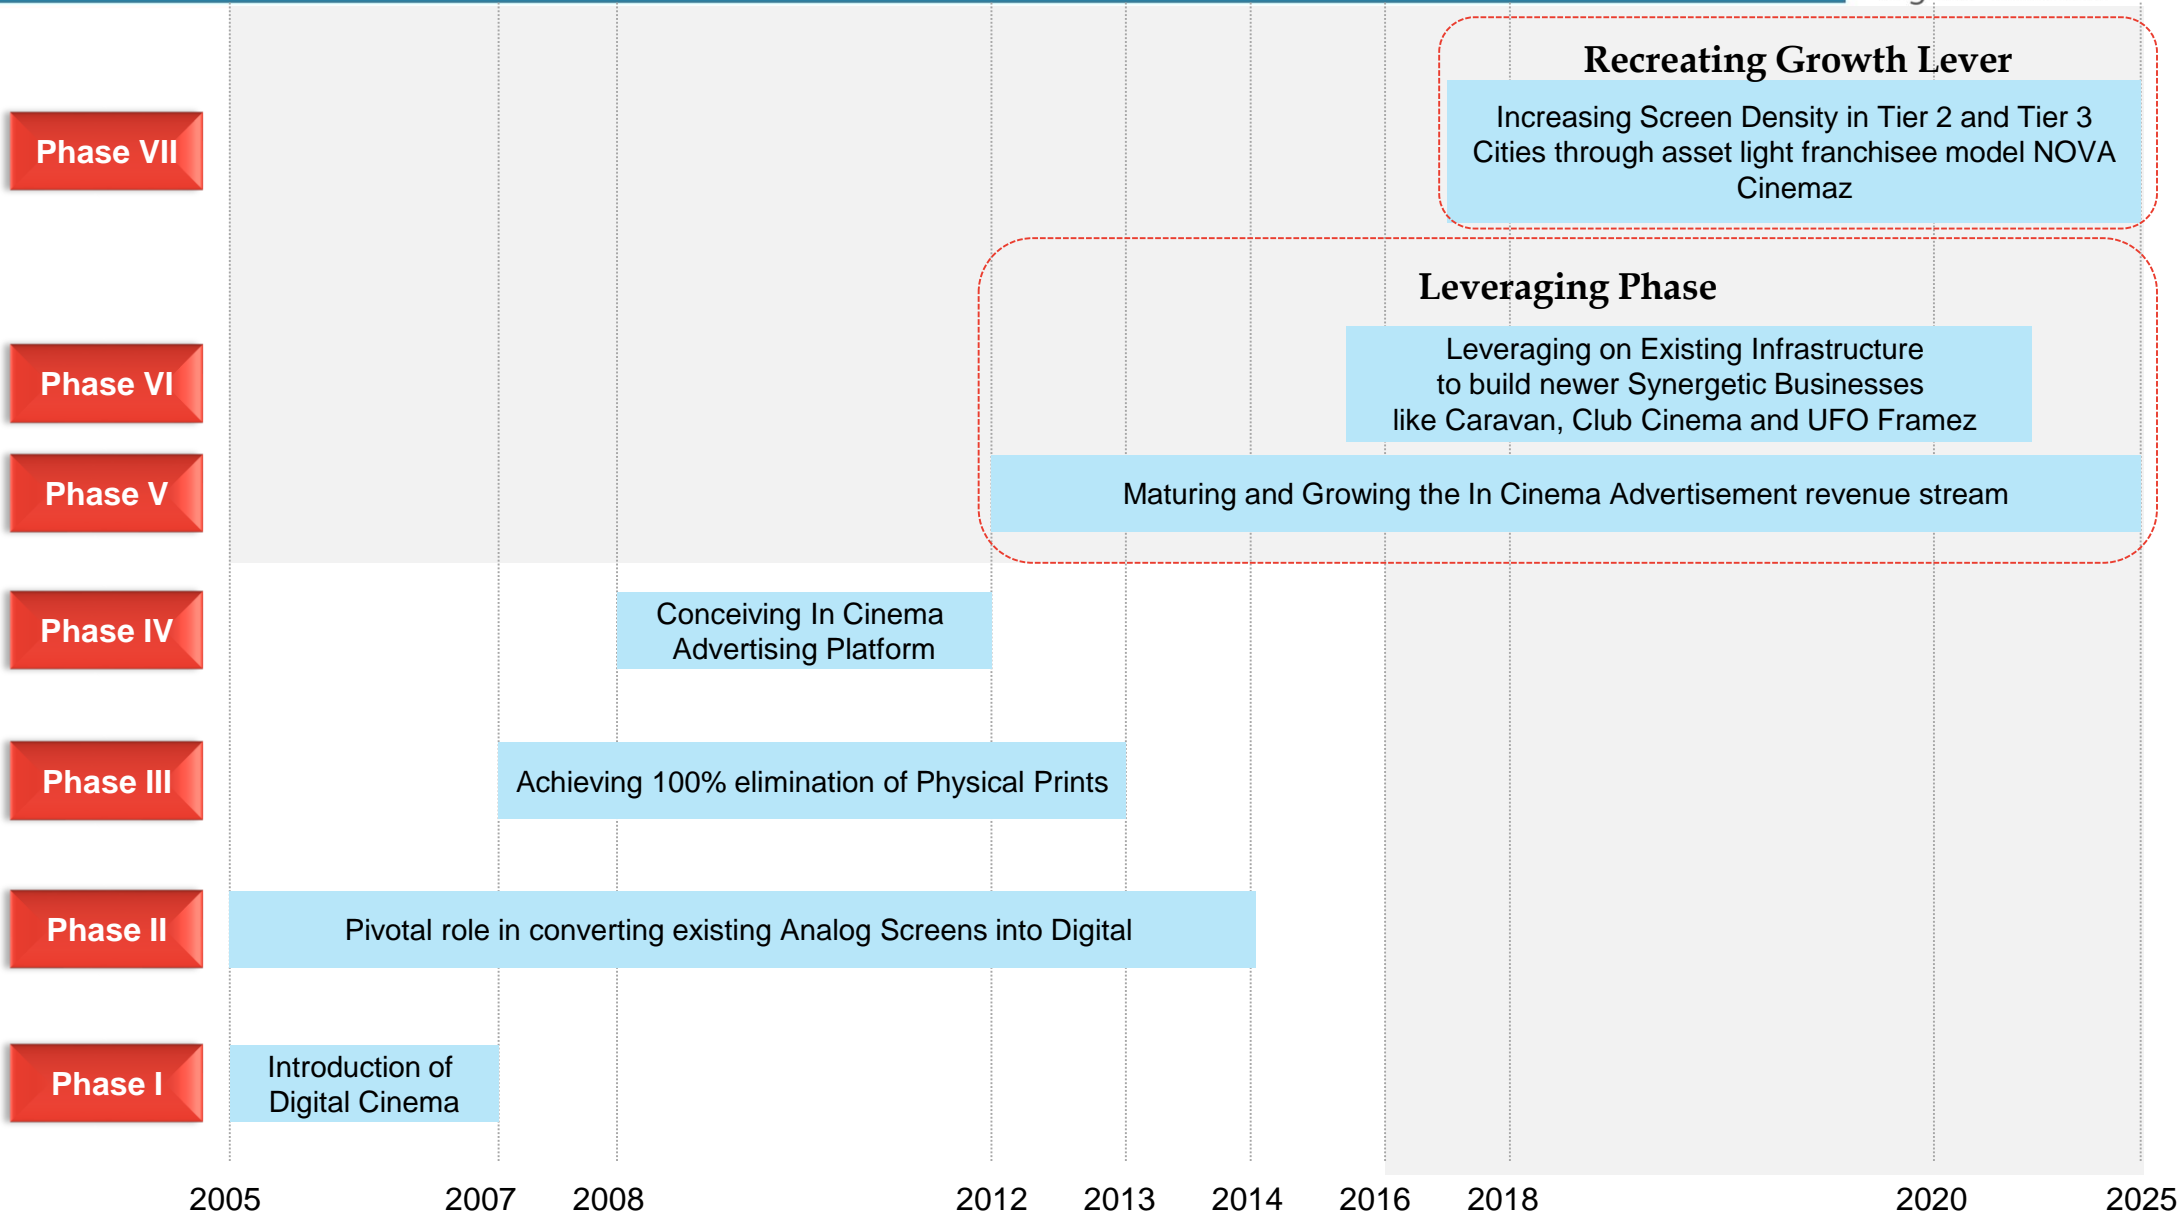 Recreating Growth Lever
Phase VII
Increasing Screen Density in Tier 2 and Tier 3
Cities through asset light franchisee model NOVA
Cinemaz
Leveraging Phase
Phase VI
Leveraging on Existing Infrastructure
to build newer Synergetic Businesses
like Caravan, Club Cinema and UFO Framez
Phase V
Maturing and Growing the In Cinema Advertisement revenue stream
Phase IV
Conceiving In Cinema
Advertising Platform
Phase III
Achieving 100% elimination of Physical Prints
Phase II
Pivotal role in converting existing Analog Screens into Digital
Phase I
Introduction of
Digital Cinema
2005 2007 2008 2012 2013 2014 2016 2018 2020 2025